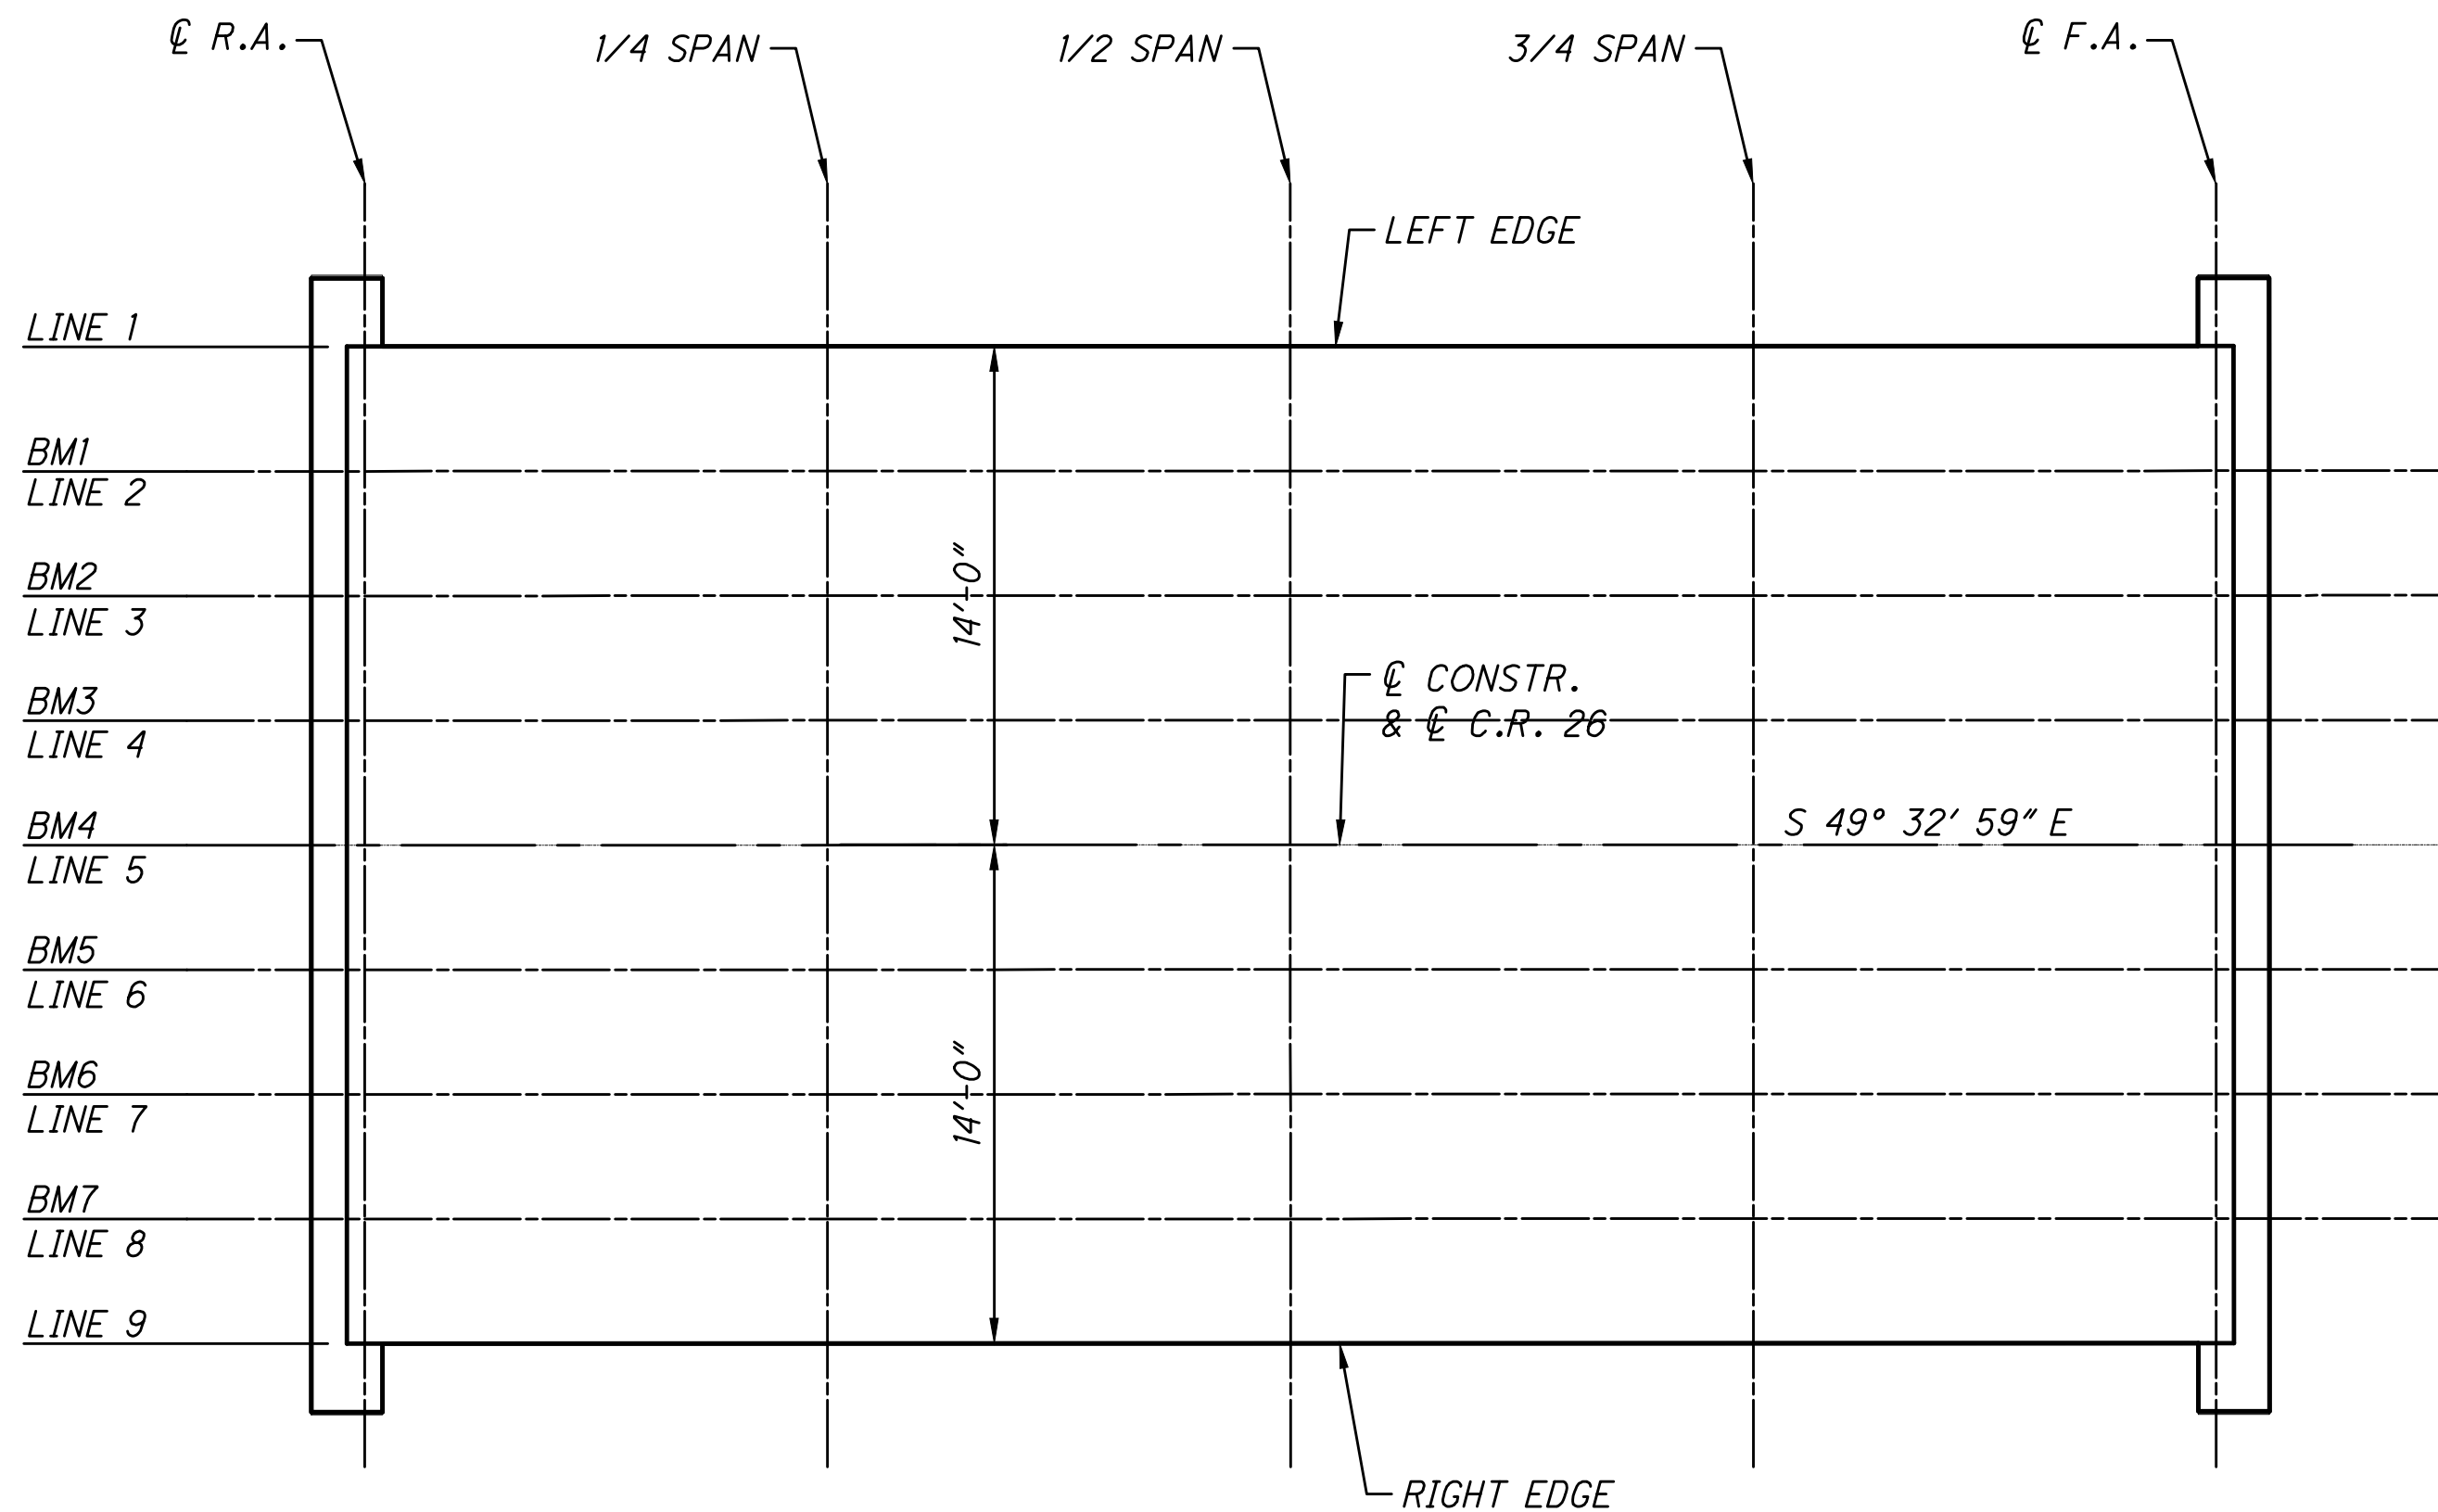 ℄ R.A.
1/4 SPAN
1/2 SPAN
3/4 SPAN
℄ F.A.
LEFT EDGE
LINE 1
BM1
LINE 2
BM2
LINE 3
14'-0"
BM3
LINE 4
℄ CONSTR.
& ℄ C.R. 26
BM4
LINE 5
S 49° 32' 59" E
BM5
LINE 6
BM6
LINE 7
14'-0"
BM7
LINE 8
LINE 9
RIGHT EDGE